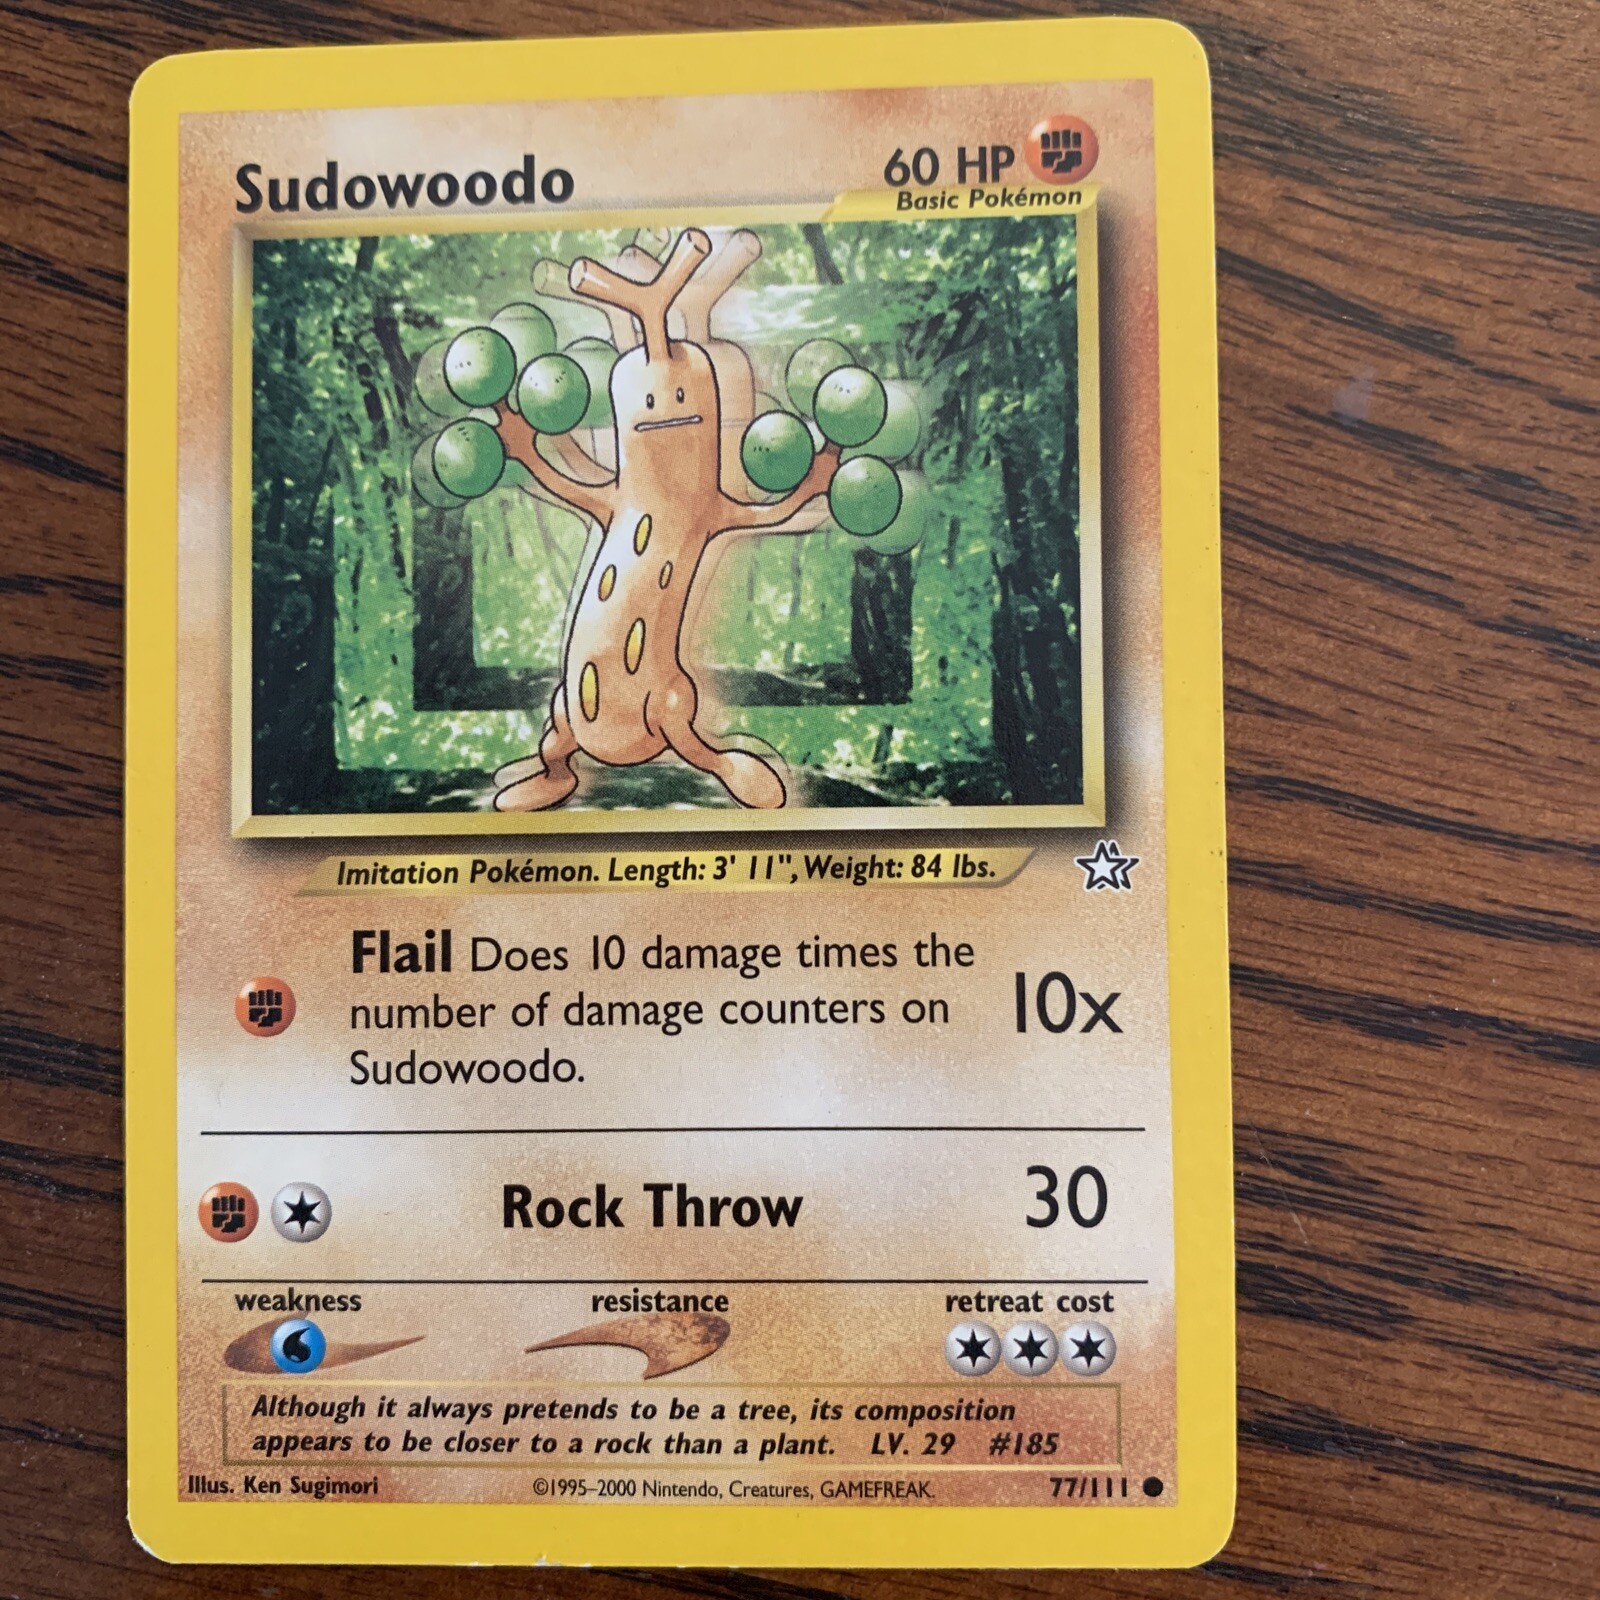 Sudowoodo
60 HP
Basic Pokémon
Imitation Pokémon. Length: 3' 11", Weight: 84 lbs.
Flail Does 10 damage times the
number of damage counters on
Sudowoodo.
10x
Rock Throw
30
weakness
resistance
retreat cost
Although it always pretends to be a tree, its composition
appears to be closer to a rock than a plant. LV. 29 #185
Illus. Ken Sugimori
©1995–2000 Nintendo, Creatures, GAMEFREAK.
77/111